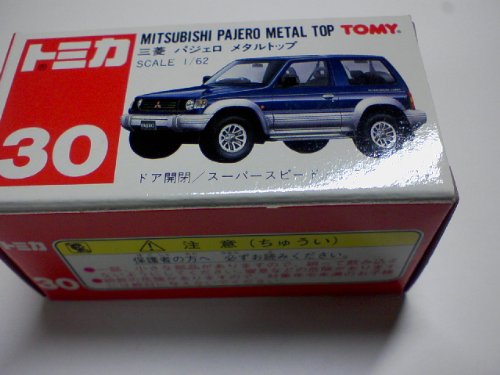 トミカ
30
MITSUBISHI PAJERO METAL TOP
TOMY
三菱 パジェロ メタルトップ
SCALE 1/62
ドア開閉/スーパースピード
トミカ
30
注意(ちゅうい)
保護者の方へ 必ずお読みください。